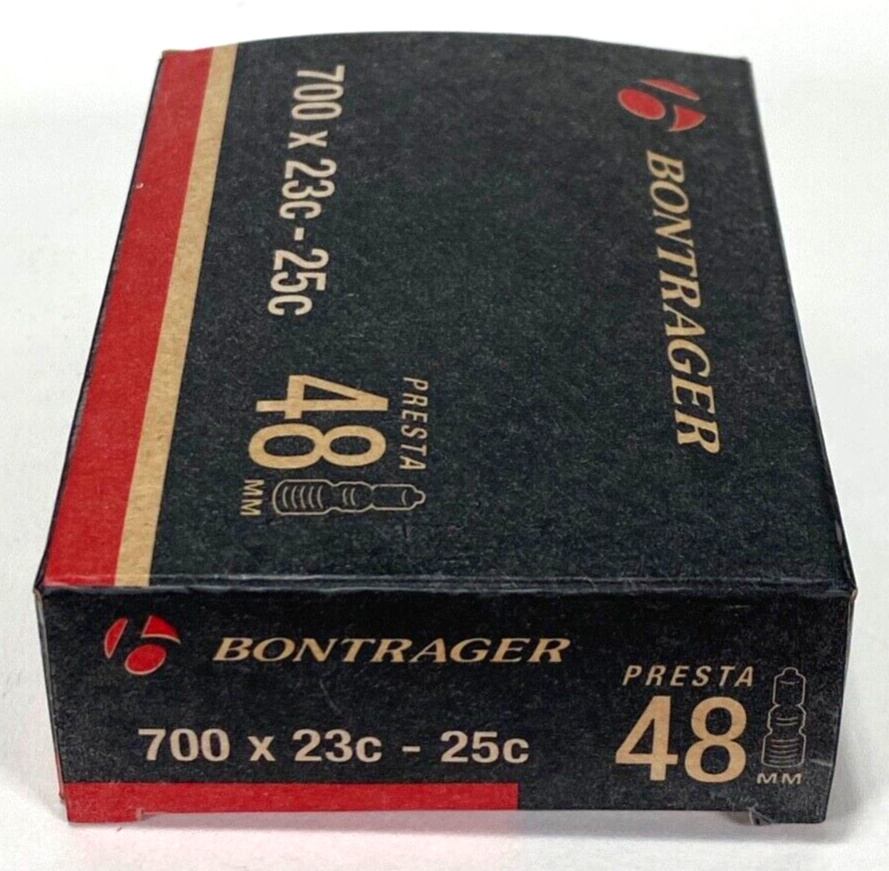 BONTRAGER
700 x 23c - 25c
PRESTA
48
MM
BONTRAGER
700 x 23c - 25c
PRESTA
48
MM